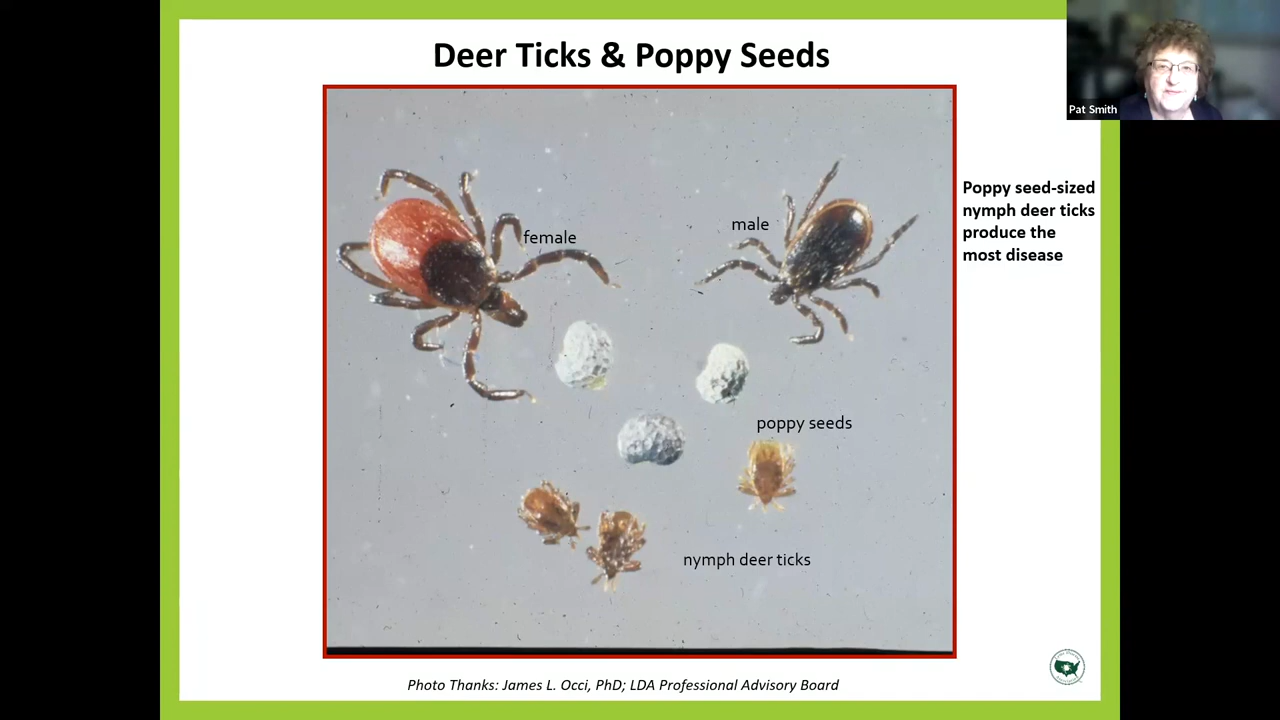 Deer Ticks & Poppy Seeds
Pat Smith
female
male
Poppy seed-sized
nymph deer ticks
produce the
most disease
poppy seeds
nymph deer ticks
Photo Thanks: James L. Occi, PhD; LDA Professional Advisory Board